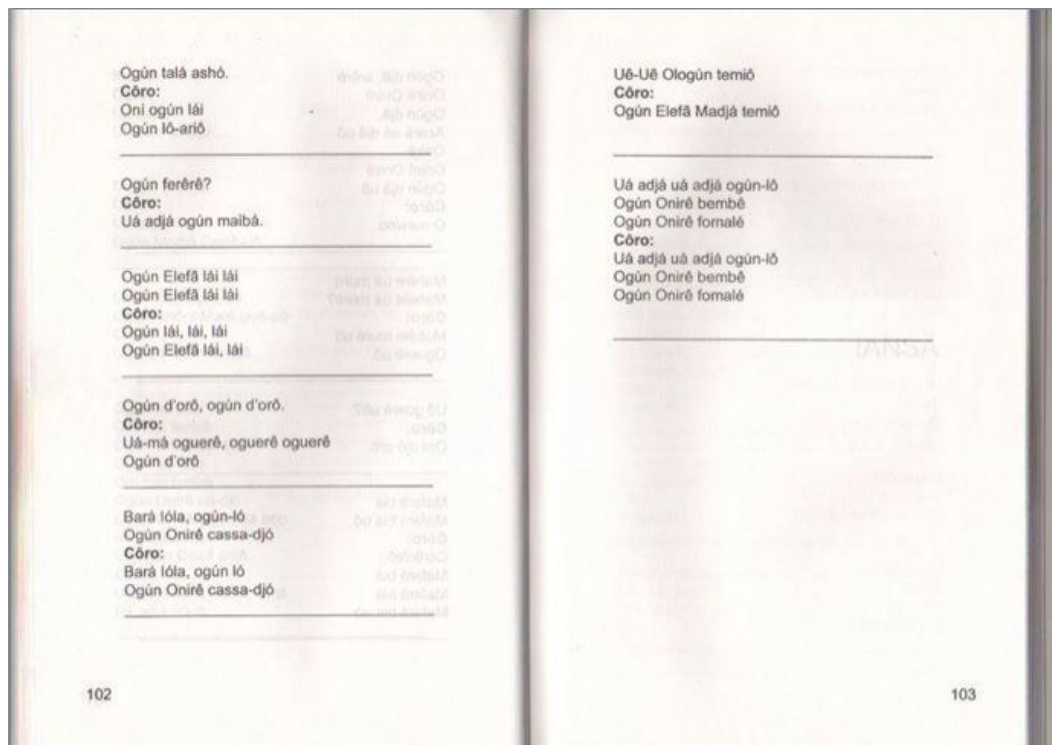 Ogún talá ashó.
Côro:
Oní ogún lái
Ogún lô-ariô
Ogún ferêrê?
Côro:
Uá adjá ogún maibâ.
Ogún Elefã lái lái
Ogún Elefã lái lái
Côro:
Ogún lái, lái, lái
Ogún Elefã lái, lái
Ogún d'orô, ogún d'orô.
Côro:
Uá-má oguerê, oguerê oguerê
Ogún d'orô
Bará lóla, ogún-ló
Ogún Onirê cassa-djó
Côro:
Bará lóla, ogún ló
Ogún Onirê cassa-djó
102
Uê-Uê Ologún temiô
Côro:
Ogún Elefã Madjá temiô
Uá adjá uá adjá ogún-lô
Ogún Onirê bembê
Ogún Onirê fomalé
Côro:
Uá adjá uá adjá ogún-lô
Ogún Onirê bembê
Ogún Onirê fomalé
103